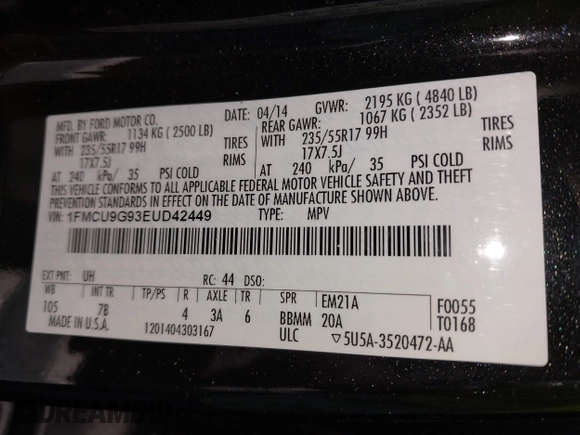 MFD. BY FORD MOTOR CO.
DATE: 04/14 GVWR: 2195 KG ( 4840 LB)
FRONT GAWR: 1134 KG ( 2500 LB) REAR GAWR: 1067 KG ( 2352 LB)
WITH 235/55R17 99H TIRES WITH 235/55R17 99H TIRES
17X7.5J RIMS 17X7.5J RIMS
AT 240 kPa/ 35 PSI COLD AT 240 kPa/ 35 PSI COLD
THIS VEHICLE CONFORMS TO ALL APPLICABLE FEDERAL MOTOR VEHICLE SAFETY AND THEFT
PREVENTION STANDARDS IN EFFECT ON THE DATE OF MANUFACTURE SHOWN ABOVE.
VIN: 1FMCU9G93EUD42449 TYPE: MPV
EXT PNT: UH RC: 44 DSO:
WB INT TR TP/PS R AXLE TR SPR EM21A F0055
105 7B 4 3A 6 BBMM 20A T0168
MADE IN U.S.A. 1201404303167 ULC ▽5U5A-3520472-AA